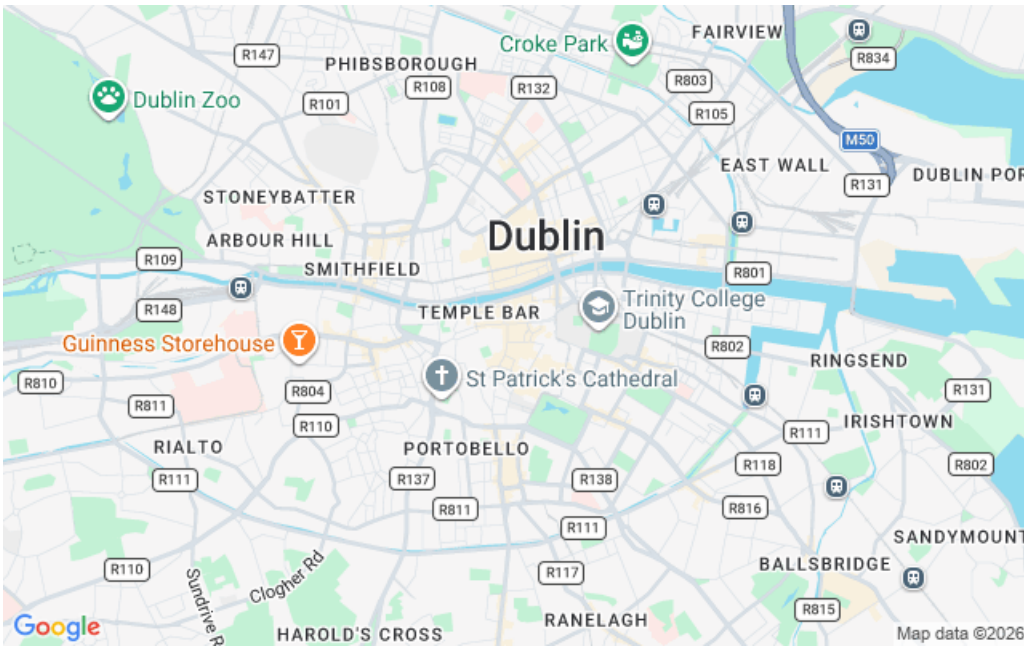 FAIRVIEW
Croke Park
R147
R834
PHIBSBOROUGH
R803
R108
R132
Dublin Zoo
R101
R105
M50
EAST WALL
DUBLIN POR
R131
STONEYBATTER
Dublin
ARBOUR HILL
R109
SMITHFIELD
R801
Trinity College
Dublin
R148
TEMPLE BAR
Guinness Storehouse
R802
RINGSEND
St Patrick's Cathedral
R810
R804
R131
R811
IRISHTOWN
R110
R111
RIALTO
PORTOBELLO
R118
R802
R111
R137
R138
R811
R816
R111
SANDYMOUNT
BALLSBRIDGE
R110
R117
Clogher Rd
Sundrive R
R815
RANELAGH
Google
HAROLD'S CROSS
Map data ©2026